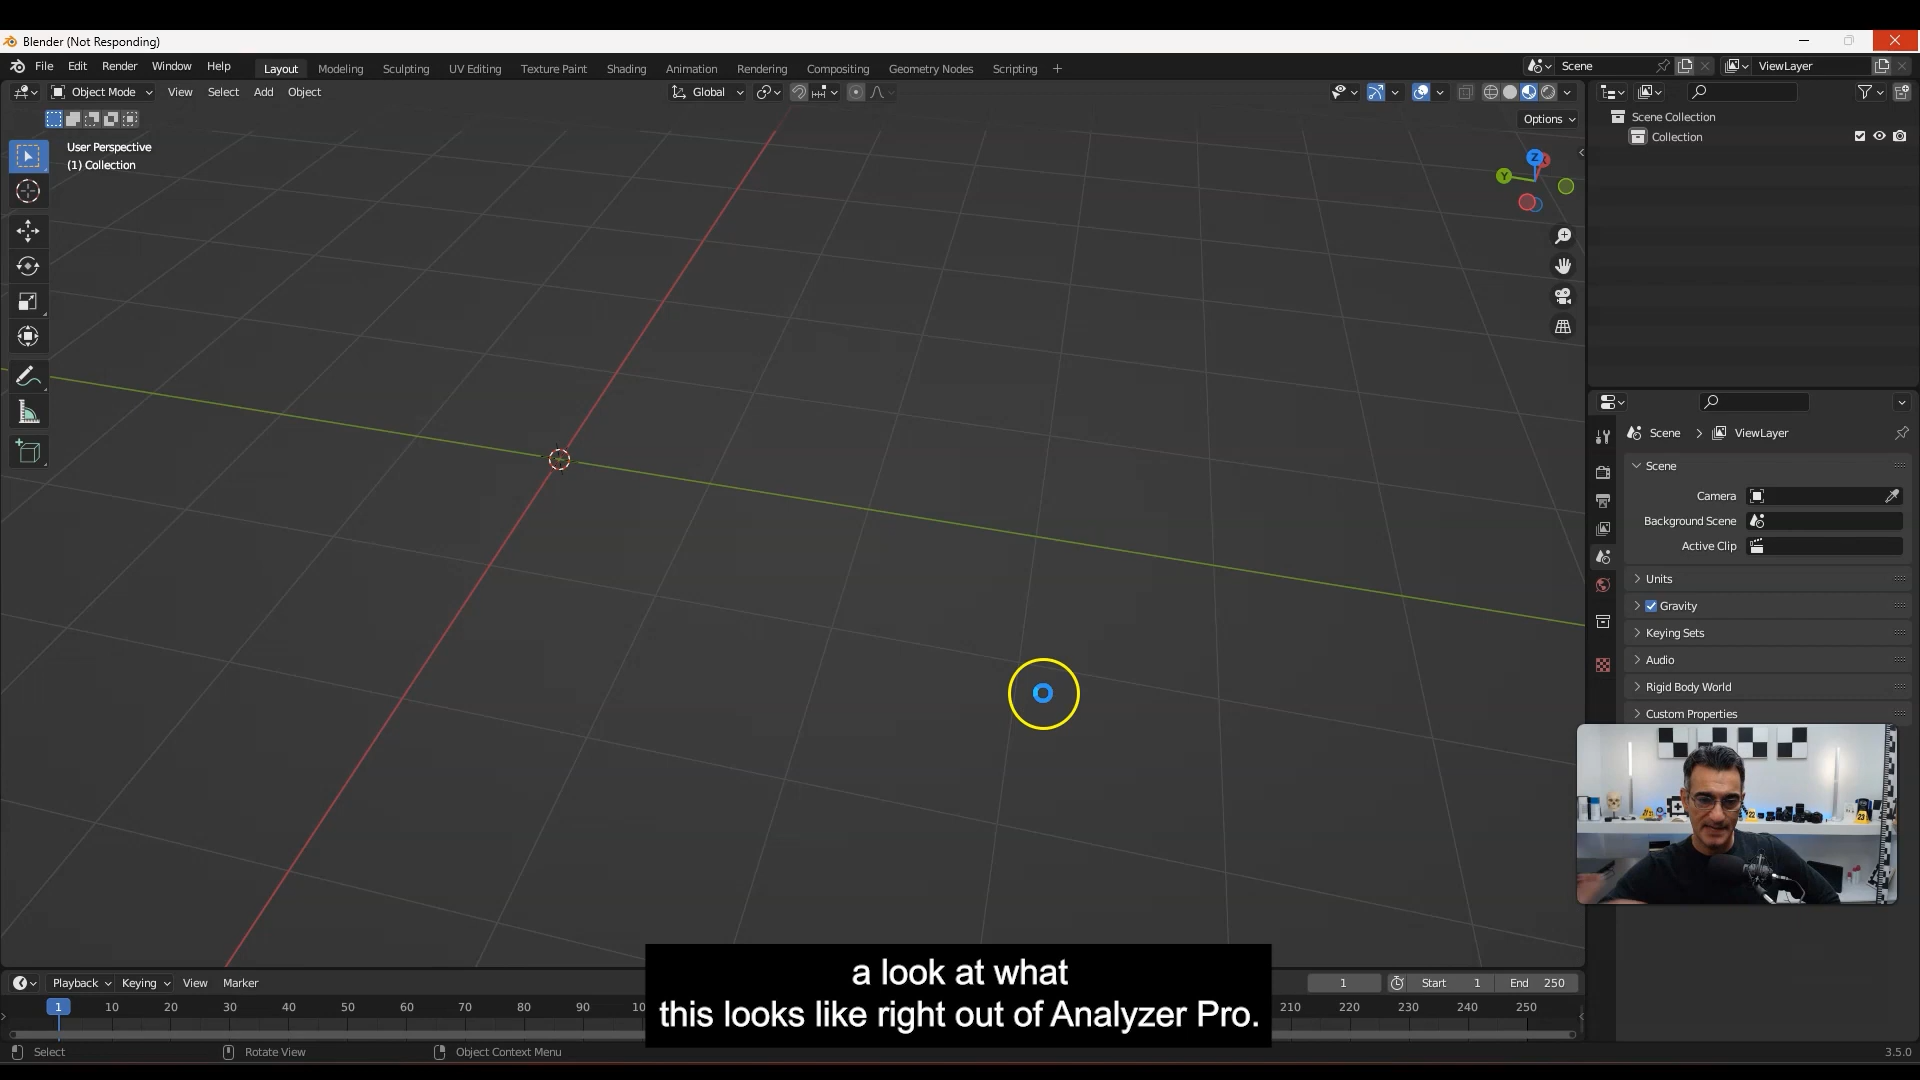 Blender (Not Responding)
File Edit Render Window Help Layout Modeling Sculpting UV Editing Texture Paint Shading Animation Rendering Compositing Geometry Nodes Scripting + Scene ViewLayer
Object Mode View Select Add Object Global
Options
User Perspective
(1) Collection
Z
Y
Scene Collection
Collection
Scene > ViewLayer
Scene
Camera
Background Scene
Active Clip
Units
Gravity
Keying Sets
Audio
Rigid Body World
Custom Properties
22
23
a look at what
this looks like right out of Analyzer Pro.
Playback Keying View Marker 1 Start 1 End 250
1 10 20 30 40 50 60 70 80 90 210 220 230 240 250
Select Rotate View Object Context Menu 3.5.0